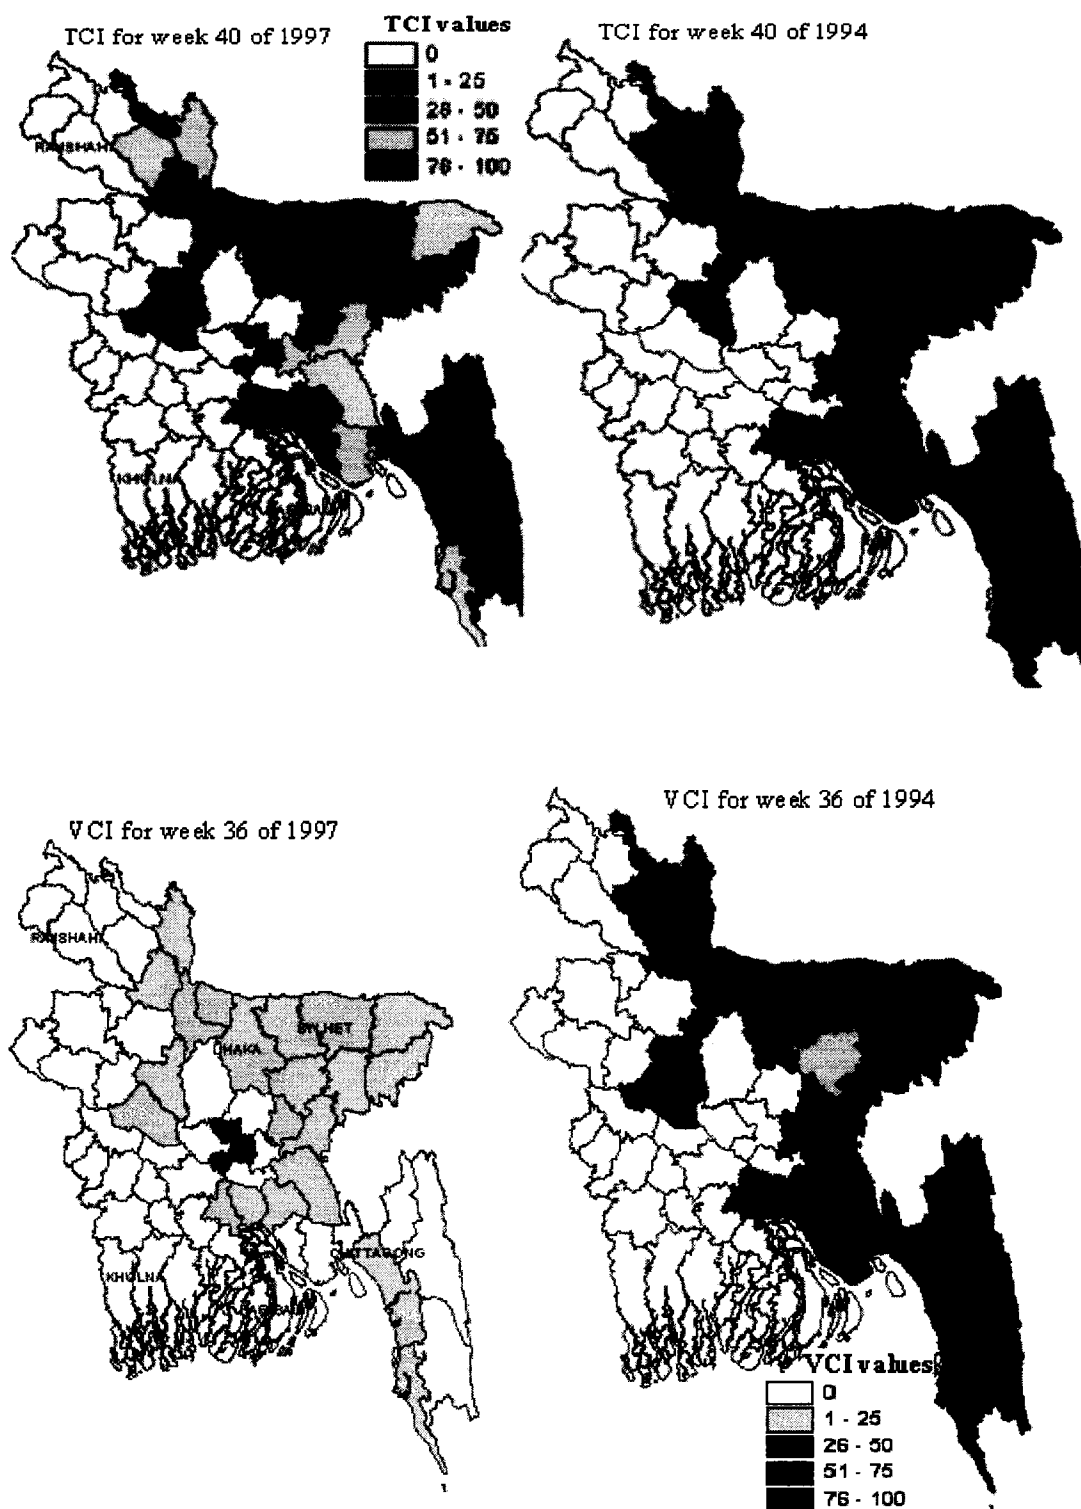 TCI for week 40 of 1997
TCI values
0
1 - 25
26 - 50
51 - 75
76 - 100
TCI for week 40 of 1994
RAJSHAHI
KHULNA
VCI for week 36 of 1997
VCI for week 36 of 1994
RAJSHAHI
SYLHET
DHAKA
CHITTAGONG
KHULNA
VCI values
0
1 - 25
26 - 50
51 - 75
76 - 100